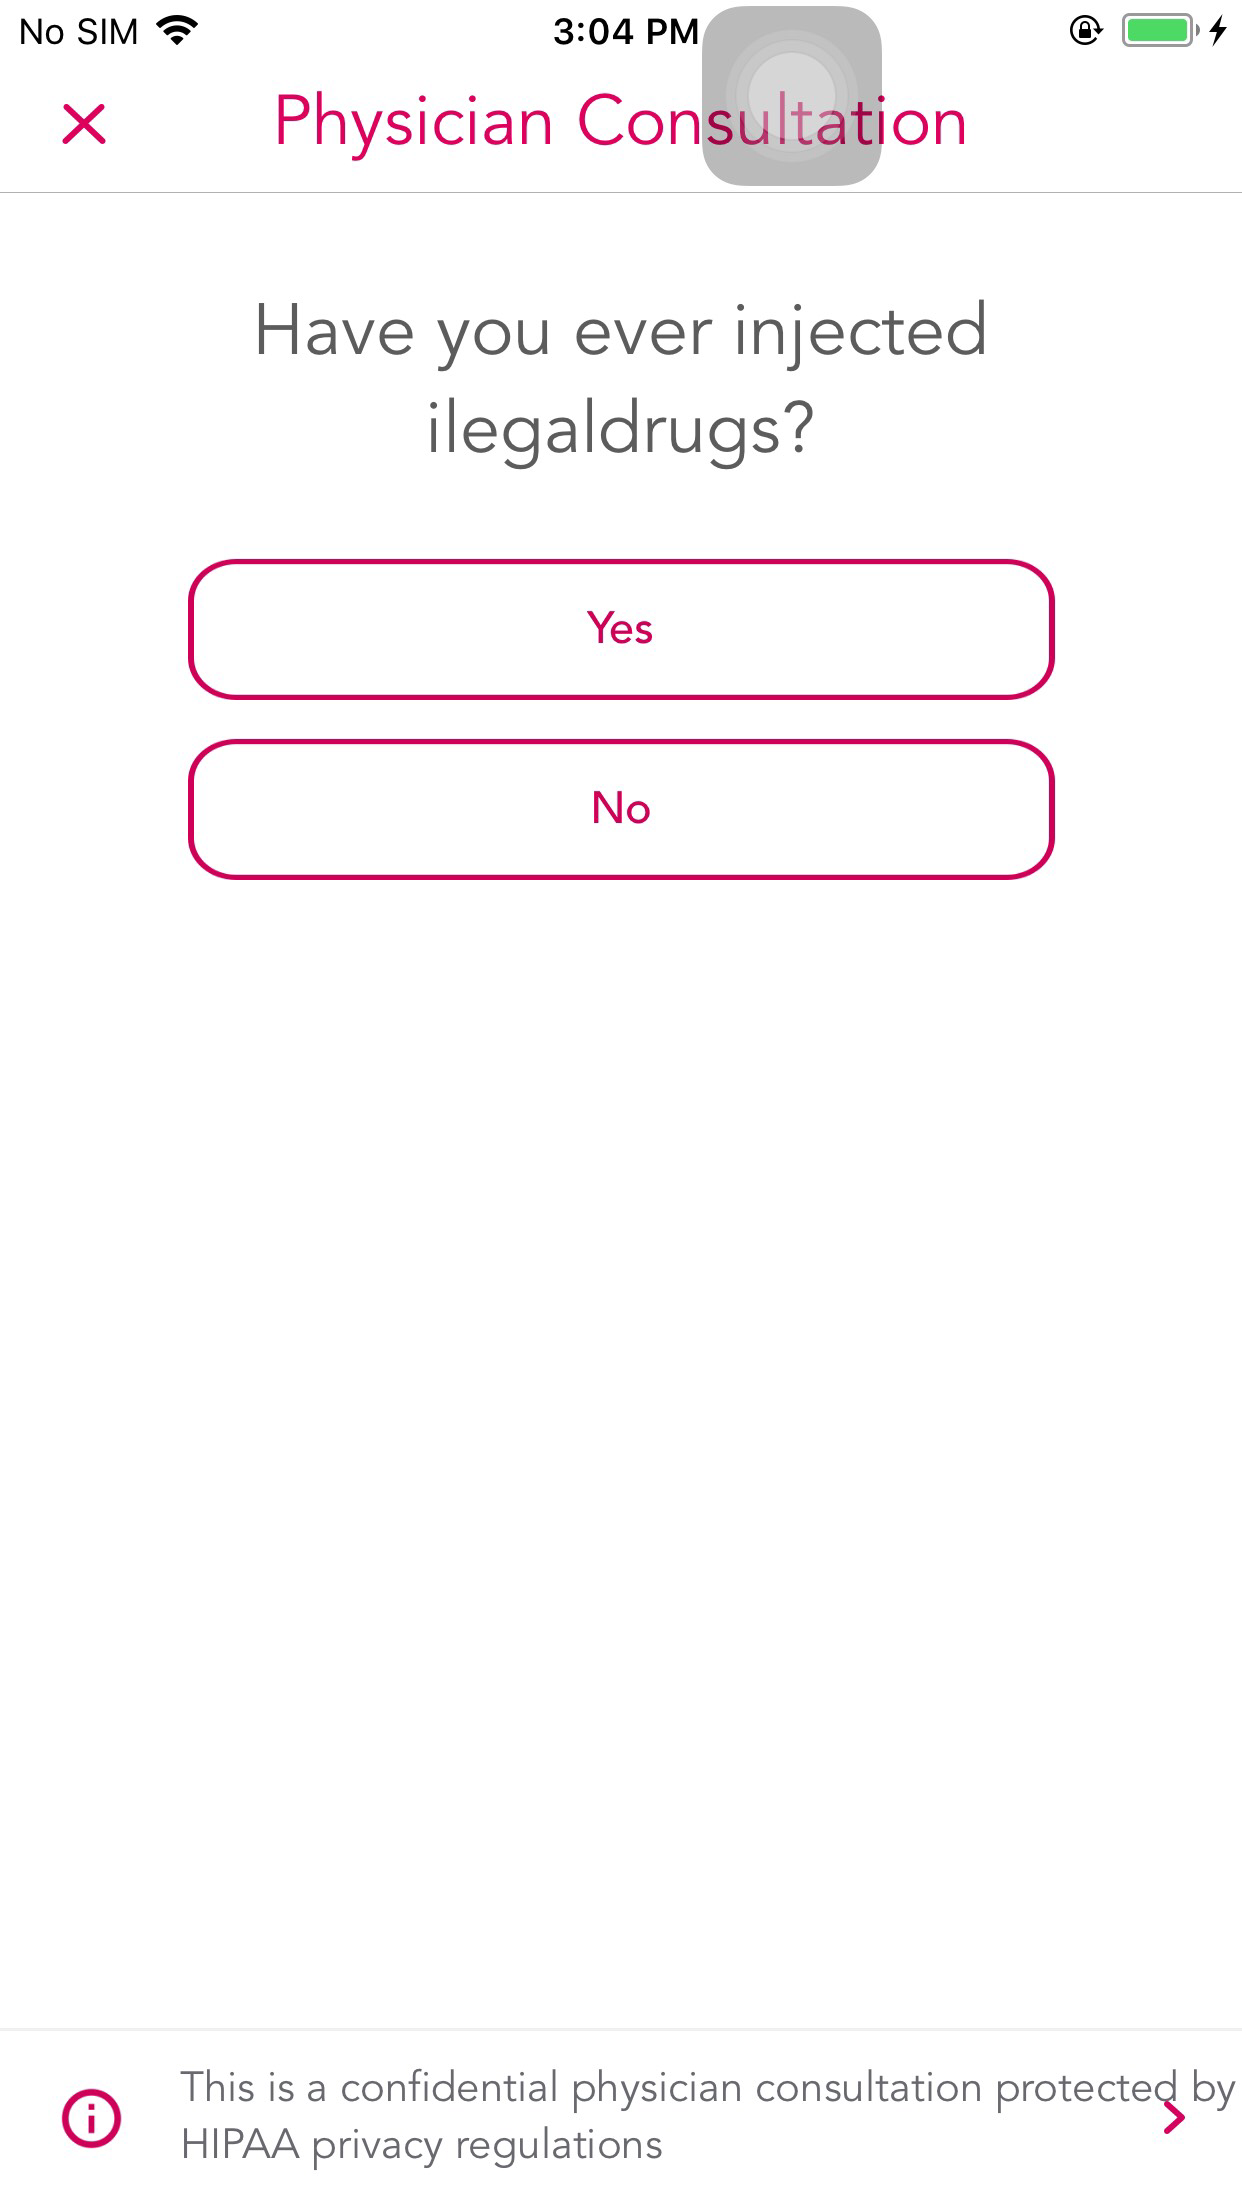 No SIM 3:04 PM
Physician Consultation
Have you ever injected
ilegaldrugs?
Yes
No
This is a confidential physician consultation protected by
HIPAA privacy regulations